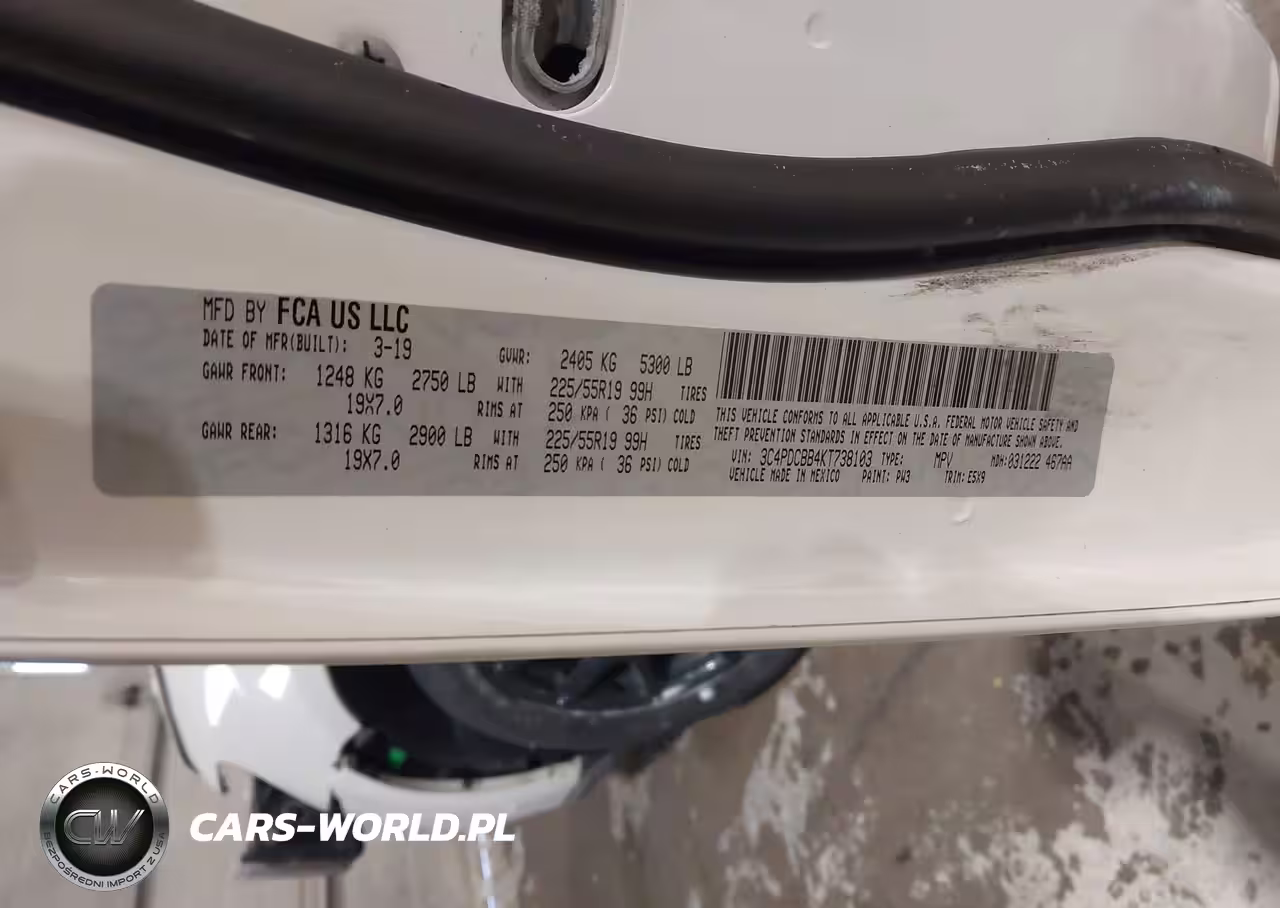 MFD BY FCA US LLC
DATE OF MFR(BUILT): 3-19 GVWR: 2405 KG 5300 LB
GAWR FRONT: 1248 KG 2750 LB WITH 225/55R19 99H TIRES
19X7.0 RIMS AT 250 KPA ( 36 PSI) COLD
GAWR REAR: 1316 KG 2900 LB WITH 225/55R19 99H TIRES
19X7.0 RIMS AT 250 KPA ( 36 PSI) COLD
THIS VEHICLE CONFORMS TO ALL APPLICABLE U.S.A. FEDERAL MOTOR VEHICLE SAFETY AND
THEFT PREVENTION STANDARDS IN EFFECT ON THE DATE OF MANUFACTURE SHOWN ABOVE.
VIN: 3C4PDCBB4KT738103 TYPE: MPV MDH:031222 467AA
VEHICLE MADE IN MEXICO PAINT: PW3 TRIM: E5X9
CARS-WORLD
CW
BEZPOŚREDNI IMPORT Z USA
CARS-WORLD.PL